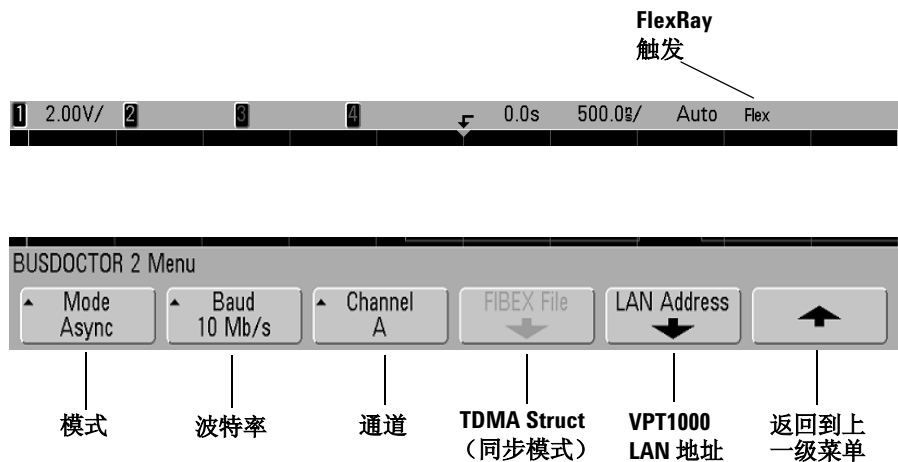 FlexRay
触发
1 2.00V/ 2 3 4 0.0s 500.0ns/ Auto Flex
BUSDOCTOR 2 Menu
Mode Baud Channel FIBEX File LAN Address
Async 10 Mb/s A
模式 波特率 通道 TDMA Struct VPT1000 返回到上
（同步模式） LAN 地址 一级菜单